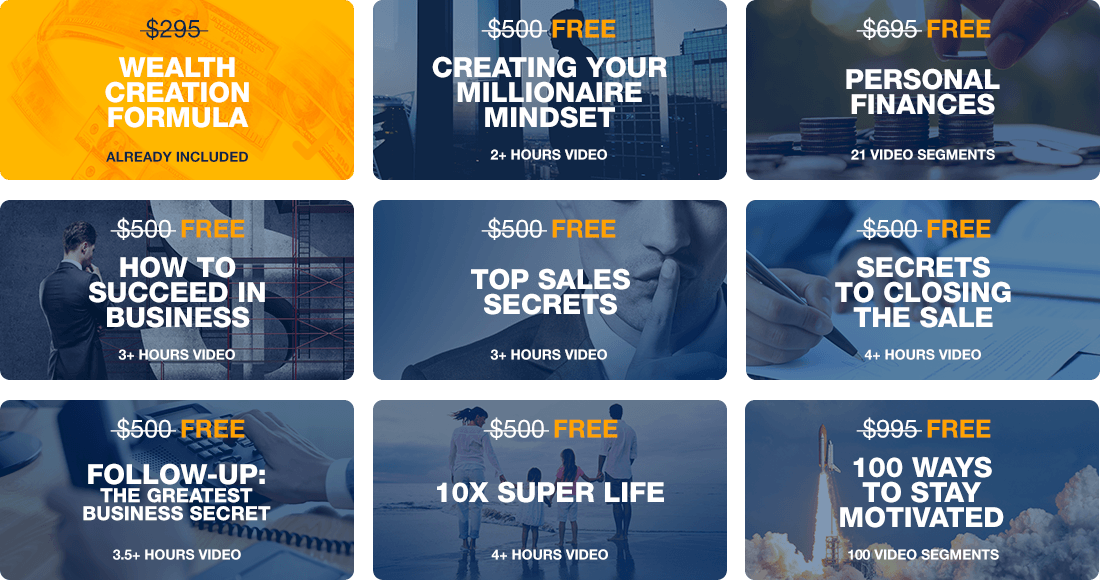 $295
WEALTH
CREATION
FORMULA
ALREADY INCLUDED
$500 FREE
CREATING YOUR
MILLIONAIRE
MINDSET
2+ HOURS VIDEO
$695 FREE
PERSONAL
FINANCES
21 VIDEO SEGMENTS
$500 FREE
HOW TO
SUCCEED IN
BUSINESS
3+ HOURS VIDEO
$500 FREE
TOP SALES
SECRETS
3+ HOURS VIDEO
$500 FREE
SECRETS
TO CLOSING
THE SALE
4+ HOURS VIDEO
$500 FREE
FOLLOW-UP:
THE GREATEST
BUSINESS SECRET
3.5+ HOURS VIDEO
$500 FREE
10X SUPER LIFE
4+ HOURS VIDEO
$995 FREE
100 WAYS
TO STAY
MOTIVATED
100 VIDEO SEGMENTS